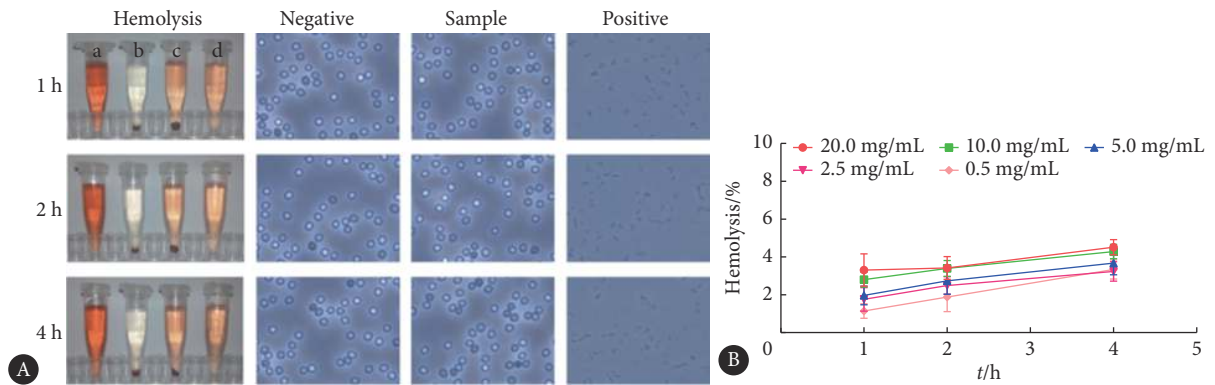 Hemolysis Negative Sample Positive
a b c d
1 h
2 h
4 h
A
20.0 mg/mL 10.0 mg/mL 5.0 mg/mL
2.5 mg/mL 0.5 mg/mL
Hemolysis/%
10
8
6
4
2
0 1 2 3 4 5
t/h
B